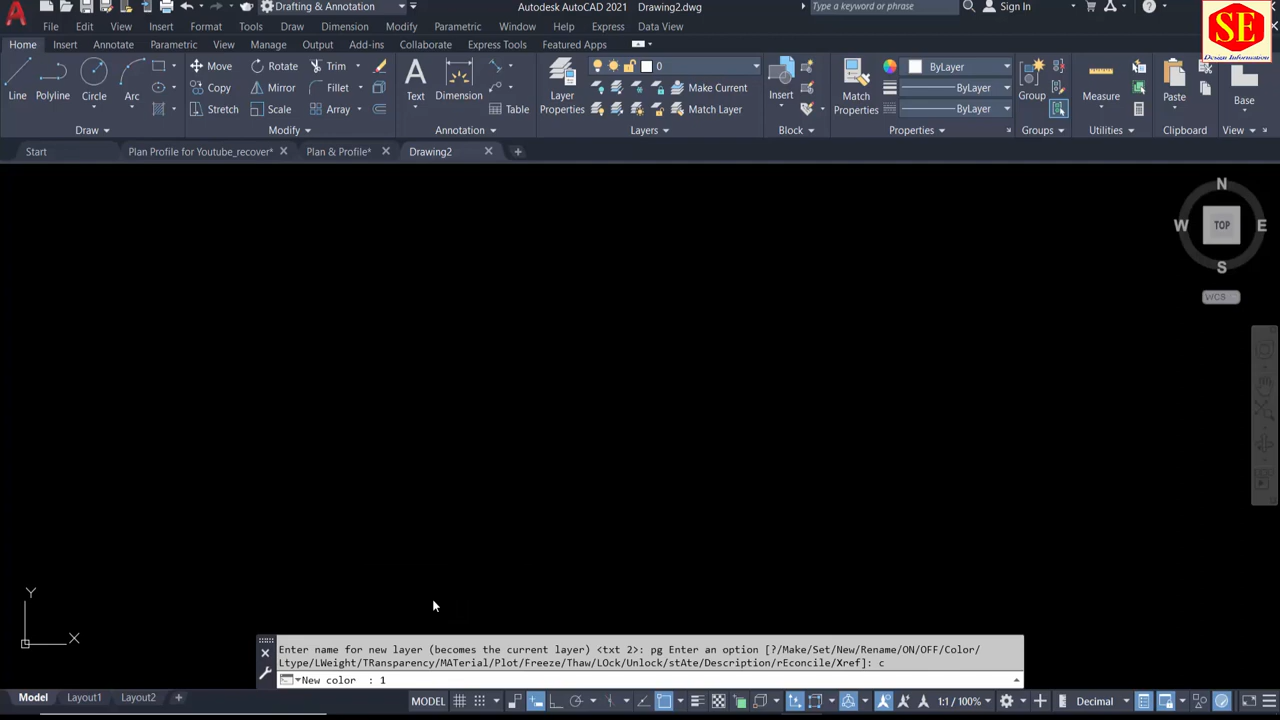 Drafting & Annotation
Autodesk AutoCAD 2021 Drawing2.dwg
Type a keyword or phrase
Sign In
SE
Design Information
File Edit View Insert Format Tools Draw Dimension Modify Parametric Window Help Express Data View
Home Insert Annotate Parametric View Manage Output Add-ins Collaborate Express Tools Featured Apps
Line Polyline Circle Arc
Move Rotate Trim
Copy Mirror Fillet
Stretch Scale Array
Text Dimension
Table
Layer
Properties
0
Make Current
Match Layer
Insert
Match
Properties
ByLayer
ByLayer
ByLayer
Group
Measure
Paste
Base
Draw Modify Annotation Layers Block Properties Groups Utilities Clipboard View
Start Plan Profile for Youtube_recover* Plan & Profile* Drawing2
N
W TOP E
S
WCS
Y
X
Enter name for new layer (becomes the current layer) <txt 2>: pg Enter an option [?/Make/Set/New/Rename/ON/OFF/Color/
Ltype/LWeight/TRansparency/MATerial/Plot/Freeze/Thaw/LOck/Unlock/stAte/Description/rEconcile/Xref]: c
New color : 1
Model Layout1 Layout2
MODEL
1:1 / 100%
Decimal